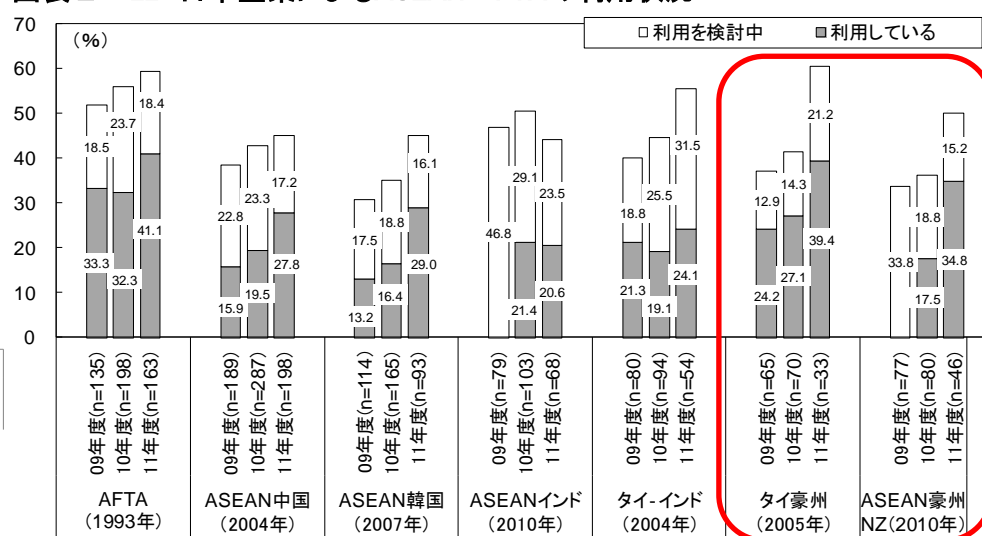 70
(%)
□利用を検討中 ■利用している
60
50
40
30
20
10
0
18.5 23.7 18.4
33.3 32.3 41.1
22.8 23.3 17.2
15.9 19.5 27.8
17.5 18.8 16.1
13.2 16.4 29.0
46.8 29.1 23.5
21.4 20.6
18.8 25.5 31.5
21.3 19.1 24.1
12.9 14.3 21.2
24.2 27.1 39.4
33.8 18.8 15.2
17.5 34.8
09年度(n=135)
10年度(n=198)
11年度(n=163)
09年度(n=189)
10年度(n=287)
11年度(n=198)
09年度(n=114)
10年度(n=165)
11年度(n=93)
09年度(n=79)
10年度(n=103)
11年度(n=68)
09年度(n=80)
10年度(n=94)
11年度(n=54)
09年度(n=65)
10年度(n=70)
11年度(n=33)
09年度(n=77)
10年度(n=80)
11年度(n=46)
AFTA
(1993年)
ASEAN中国
(2004年)
ASEAN韓国
(2007年)
ASEANインド
(2010年)
タイ-インド
(2004年)
タイ豪州
(2005年)
ASEAN豪州
NZ(2010年)